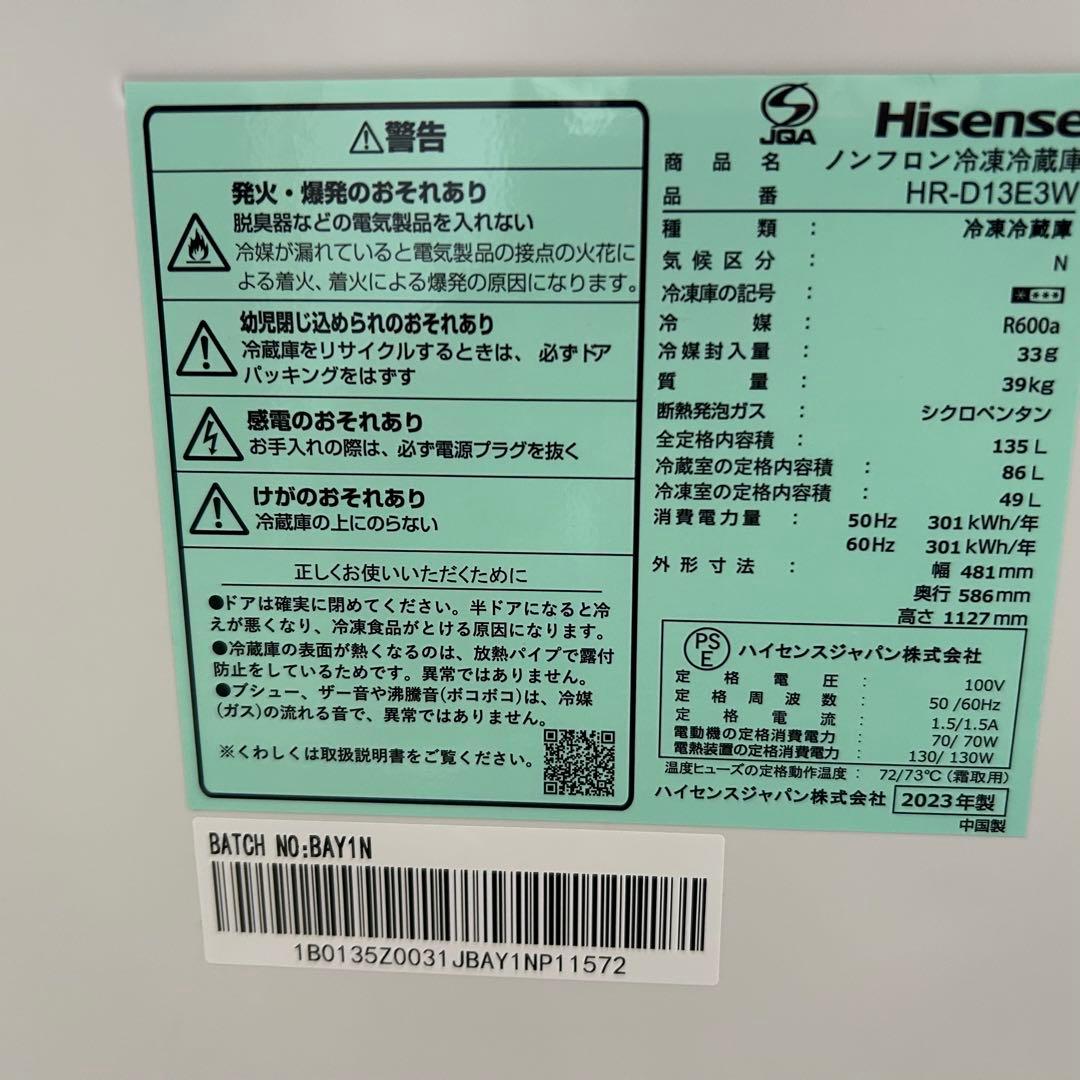 警告
発火・爆発のおそれあり
脱臭器などの電気製品を入れない
冷媒が漏れていると電気製品の接点の火花に
よる着火、着火による爆発の原因になります。
幼児閉じ込められのおそれあり
冷蔵庫をリサイクルするときは、必ずドア
パッキングをはずす
感電のおそれあり
お手入れの際は、必ず電源プラグを抜く
けがのおそれあり
冷蔵庫の上にのらない
正しくお使いいただくために
●ドアは確実に閉めてください。半ドアになると冷
えが悪くなり、冷凍食品がとける原因になります。
●冷蔵庫の表面が熱くなるのは、放熱パイプで露付
防止をしているためです。異常ではありません。
●ブシュー、ザー音や沸騰音(ボコボコ)は、冷媒
(ガス)の流れる音で、異常ではありません。
※くわしくは取扱説明書をご覧ください。
JQA
Hisense
商品名 ノンフロン冷凍冷蔵庫
品番 HR-D13E3W
種類 : 冷凍冷蔵庫
気候区分 : N
冷凍庫の記号 : ****
冷媒 : R600a
冷媒封入量 : 33g
質量 : 39kg
断熱発泡ガス : シクロペンタン
全定格内容積 : 135 L
冷蔵室の定格内容積 : 86 L
冷凍室の定格内容積 : 49 L
消費電力量 : 50Hz 301 kWh/年
60Hz 301 kWh/年
外形寸法 : 幅 481mm
奥行 586mm
高さ 1127mm
PS
E
ハイセンスジャパン株式会社
定格電圧 : 100V
定格周波数 : 50/60Hz
定格電流 : 1.5/1.5A
電動機の定格消費電力 : 70/ 70W
電熱装置の定格消費電力 : 130/ 130W
温度ヒューズの定格動作温度 : 72/73℃(霜取用)
ハイセンスジャパン株式会社 2023年製
中国製
BATCH NO:BAY1N
1B0135Z0031JBAY1NP11572